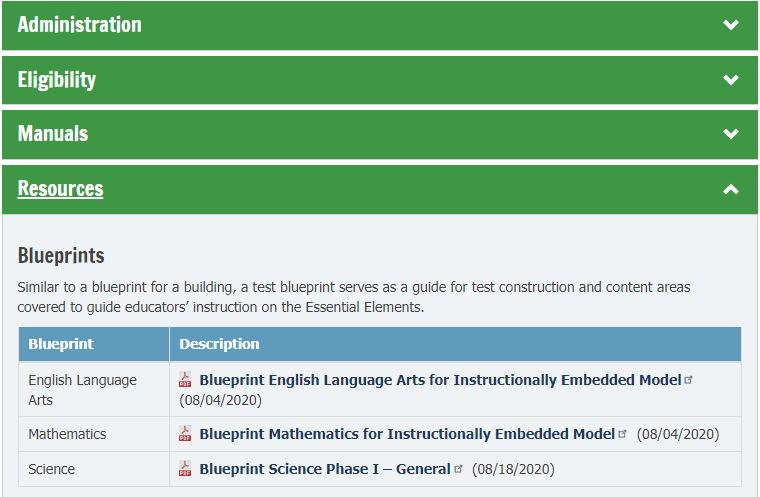 Administration
Eligibility
Manuals
Resources
Blueprints
Similar to a blueprint for a building, a test blueprint serves as a guide for test construction and content areas
covered to guide educators’ instruction on the Essential Elements.
Blueprint Description
English Language
Arts
PDF Blueprint English Language Arts for Instructionally Embedded Model
(08/04/2020)
Mathematics PDF Blueprint Mathematics for Instructionally Embedded Model (08/04/2020)
Science PDF Blueprint Science Phase I – General (08/18/2020)